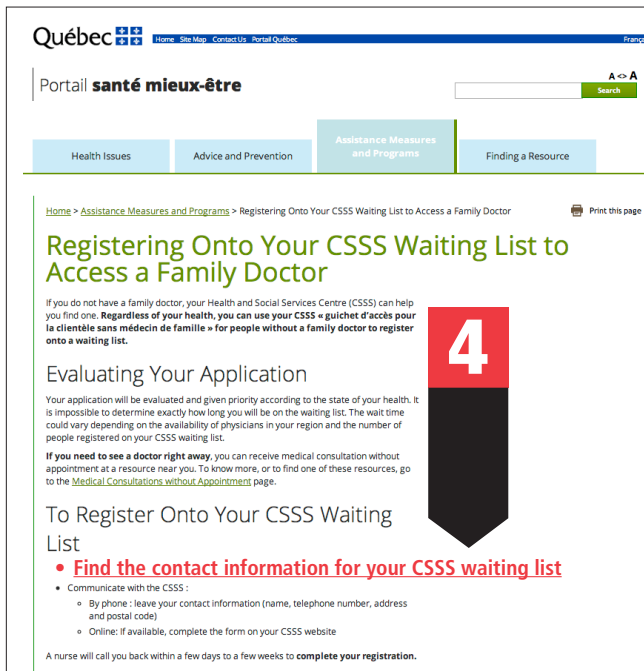 Québec
Home Site Map Contact Us Portail Québec
Portail santé mieux-être
A <> A
Search
Health Issues
Advice and Prevention
Assistance Measures
and Programs
Finding a Resource
Home > Assistance Measures and Programs > Registering Onto Your CSSS Waiting List to Access a Family Doctor
Print this page
Registering Onto Your CSSS Waiting List to
Access a Family Doctor
If you do not have a family doctor, your Health and Social Services Centre (CSSS) can help
you find one. Regardless of your health, you can use your CSSS « guichet d'accès pour
la clientèle sans médecin de famille » for people without a family doctor to register
onto a waiting list.
4
Evaluating Your Application
Your application will be evaluated and given priority according to the state of your health. It
is impossible to determine exactly how long you will be on the waiting list. The wait time
could vary depending on the availability of physicians in your region and the number of
people registered on your CSSS waiting list.
If you need to see a doctor right away, you can receive medical consultation without
appointment at a resource near you. To know more, or to find one of these resources, go
to the Medical Consultations without Appointment page.
To Register Onto Your CSSS Waiting
List
• Find the contact information for your CSSS waiting list
• Communicate with the CSSS :
o By phone : leave your contact information (name, telephone number, address
and postal code)
o Online: If available, complete the form on your CSSS website
A nurse will call you back within a few days to a few weeks to complete your registration.